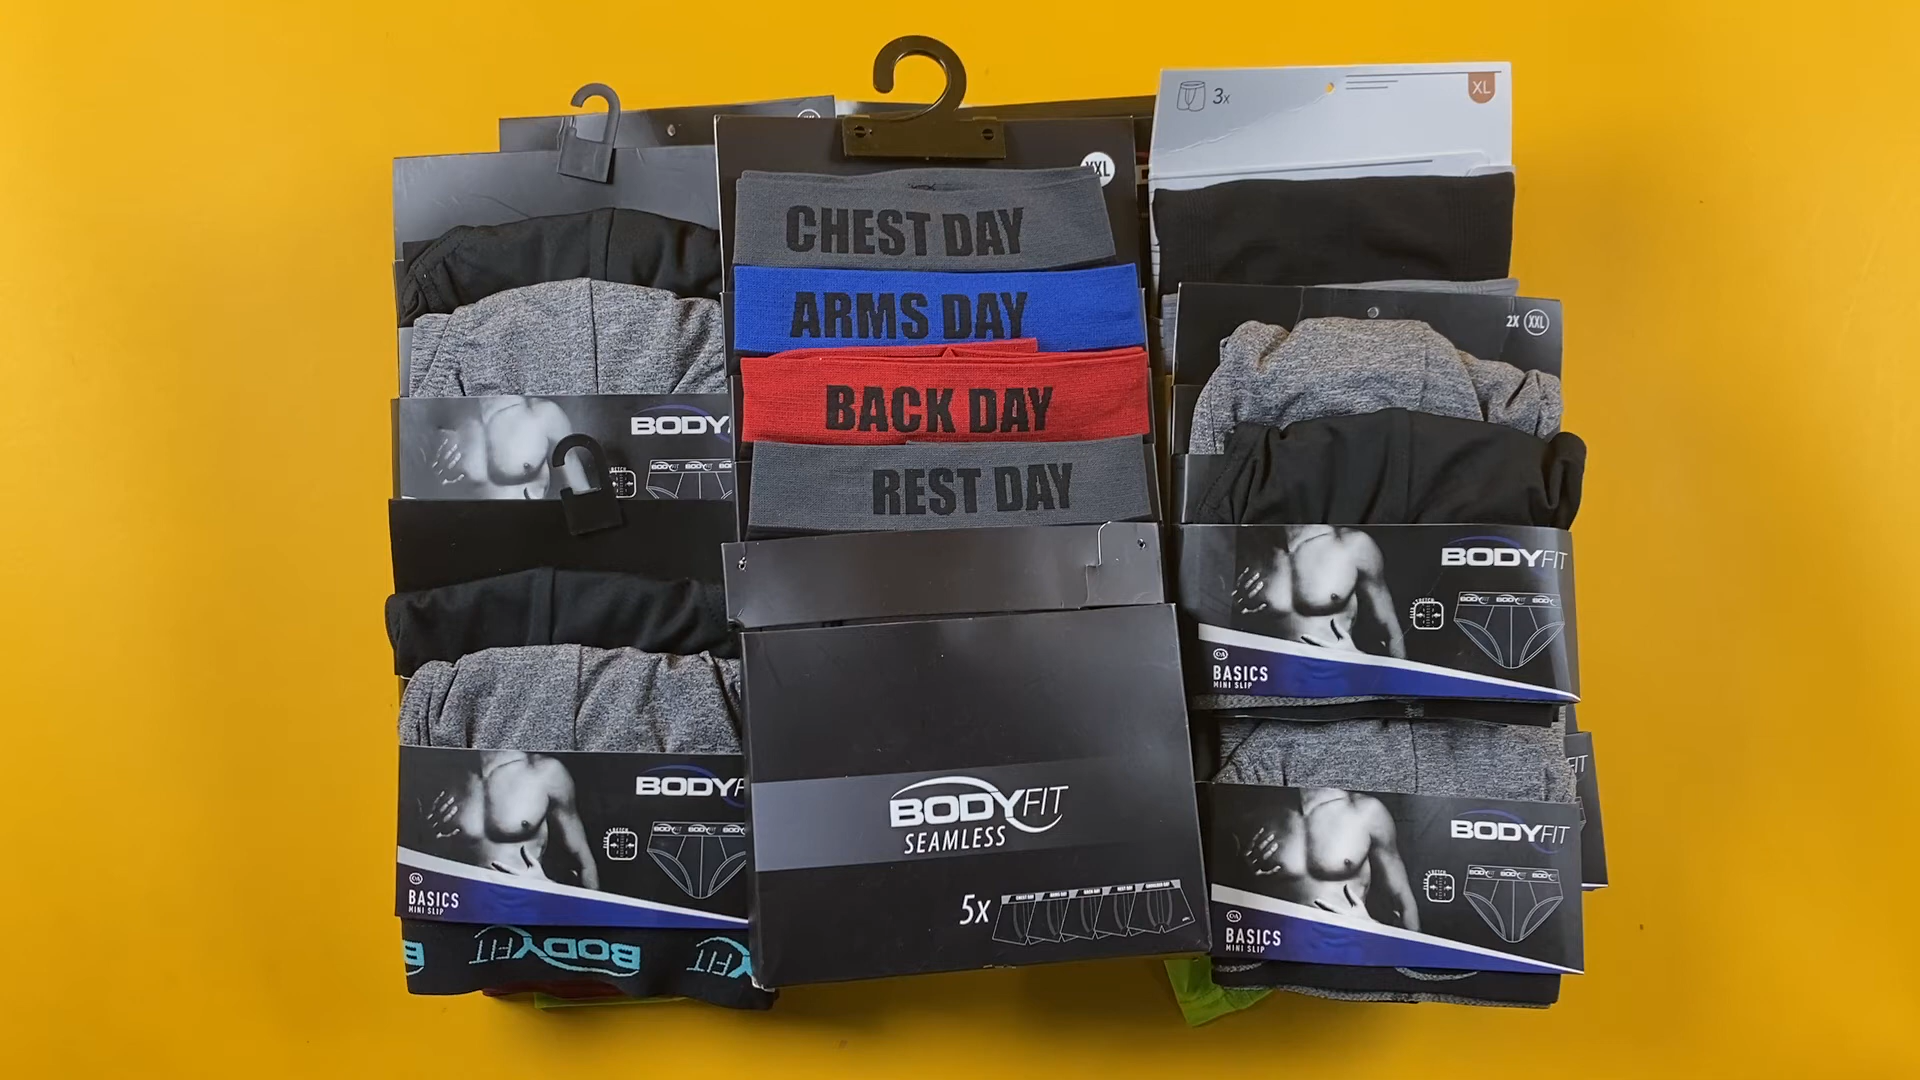 3x
XL
XXL
CHEST DAY
ARMS DAY
BACK DAY
REST DAY
2X XXL
BODY
BODYFIT
BASICS
MINI SLIP
BODYF
BASICS
MINI SLIP
BODYFIT
BODYFIT
SEAMLESS
5x
BODYFIT
BASICS
MINI SLIP
FIT